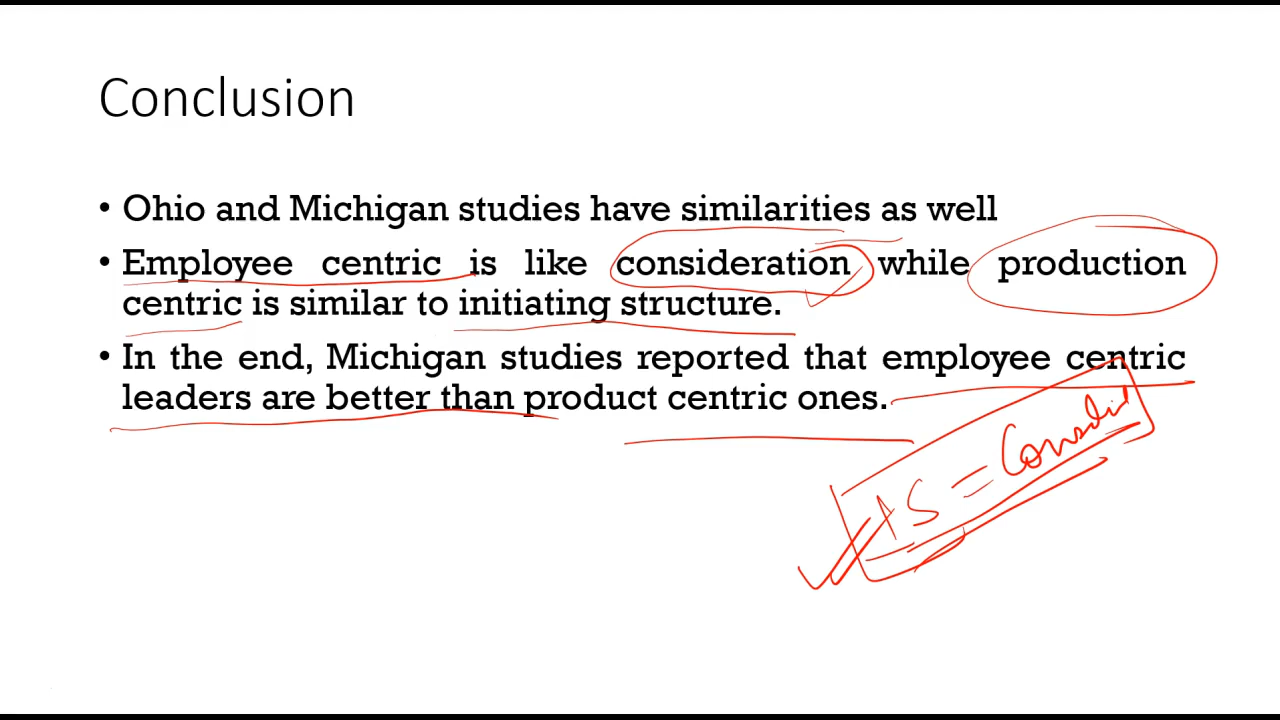 Conclusion
• Ohio and Michigan studies have similarities as well
• Employee centric is like consideration while production
centric is similar to initiating structure.
• In the end, Michigan studies reported that employee centric
leaders are better than product centric ones.
S = Consid